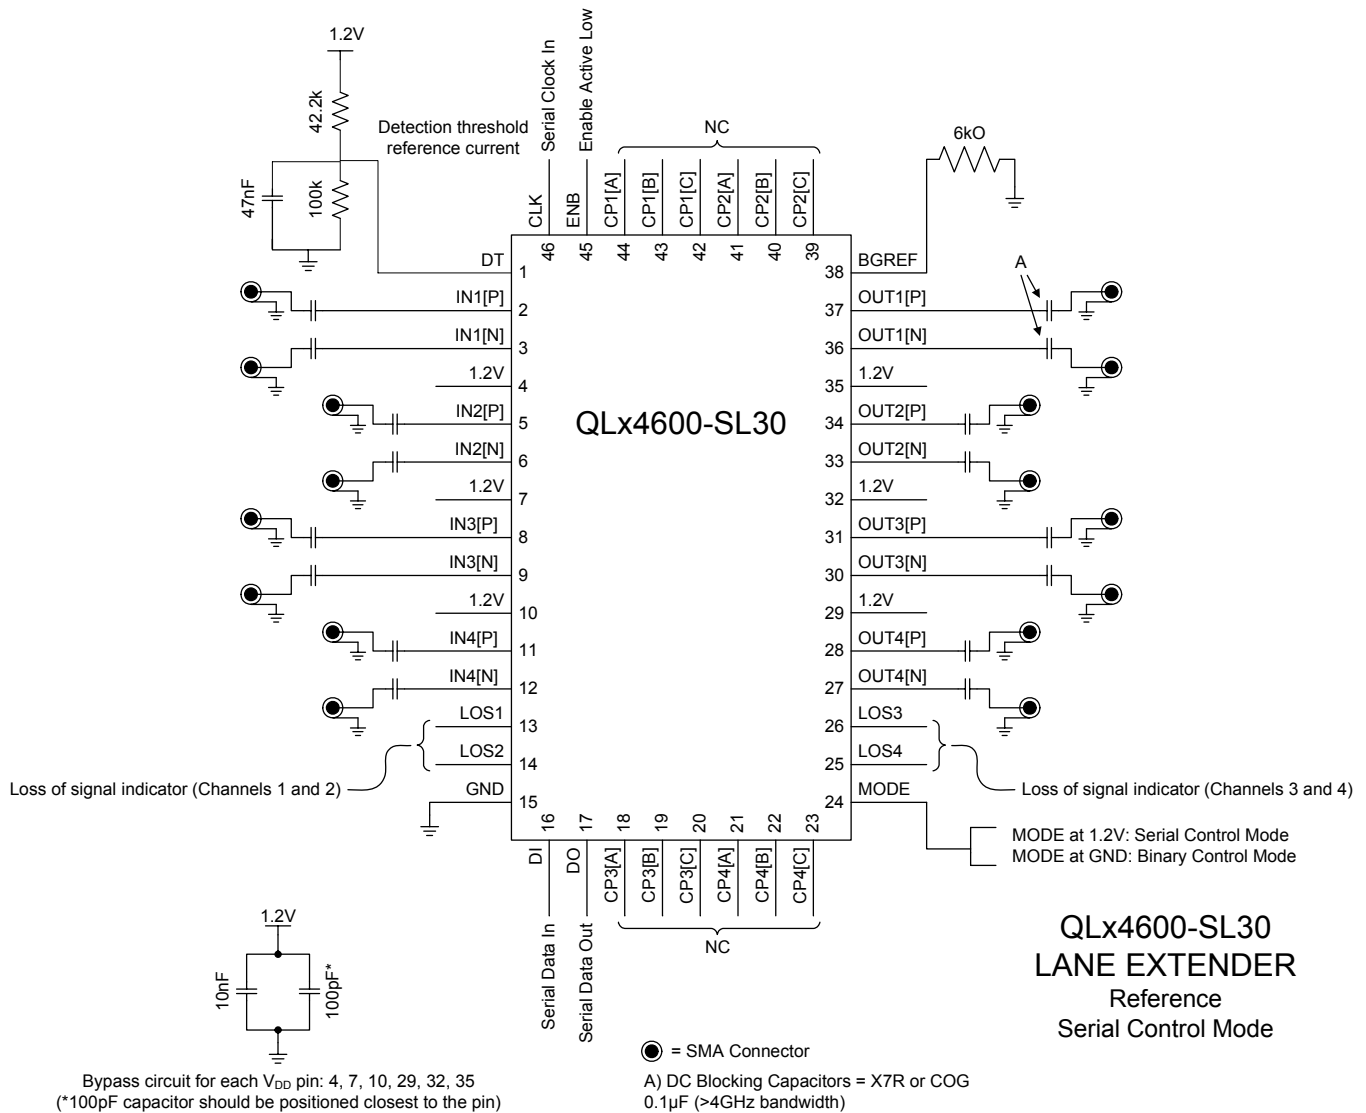 1.2V
42.2k
47nF
100k
Detection threshold
reference current
Serial Clock In
Enable Active Low
NC
6kO
CLK
ENB
CP1[A]
CP1[B]
CP1[C]
CP2[A]
CP2[B]
CP2[C]
46
45
44
43
42
41
40
39
DT
1
IN1[P]
2
IN1[N]
3
1.2V
4
IN2[P]
5
IN2[N]
6
1.2V
7
IN3[P]
8
IN3[N]
9
1.2V
10
IN4[P]
11
IN4[N]
12
LOS1
13
LOS2
14
GND
15
QLx4600-SL30
38
BGREF
A
37
OUT1[P]
36
OUT1[N]
35
1.2V
34
OUT2[P]
33
OUT2[N]
32
1.2V
31
OUT3[P]
30
OUT3[N]
29
1.2V
28
OUT4[P]
27
OUT4[N]
26
LOS3
25
LOS4
24
MODE
Loss of signal indicator (Channels 1 and 2)
Loss of signal indicator (Channels 3 and 4)
MODE at 1.2V: Serial Control Mode
MODE at GND: Binary Control Mode
16
17
18
19
20
21
22
23
DI
DO
CP3[A]
CP3[B]
CP3[C]
CP4[A]
CP4[B]
CP4[C]
Serial Data In
Serial Data Out
NC
1.2V
10nF
100pF*
Bypass circuit for each VDD pin: 4, 7, 10, 29, 32, 35
(*100pF capacitor should be positioned closest to the pin)
= SMA Connector
A) DC Blocking Capacitors = X7R or COG
0.1µF (>4GHz bandwidth)
QLx4600-SL30
LANE EXTENDER
Reference
Serial Control Mode